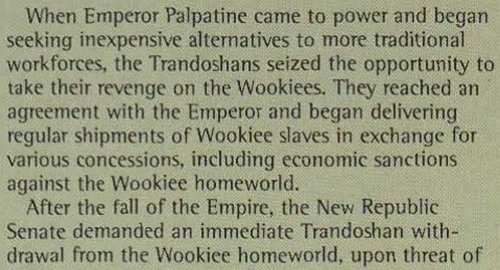 When Emperor Palpatine came to power and began
seeking inexpensive alternatives to more traditional
workforces, the Trandoshans seized the opportunity to
take their revenge on the Wookiees. They reached an
agreement with the Emperor and began delivering
regular shipments of Wookiee slaves in exchange for
various concessions, including economic sanctions
against the Wookiee homeworld.
After the fall of the Empire, the New Republic
Senate demanded an immediate Trandoshan with-
drawal from the Wookiee homeworld, upon threat of